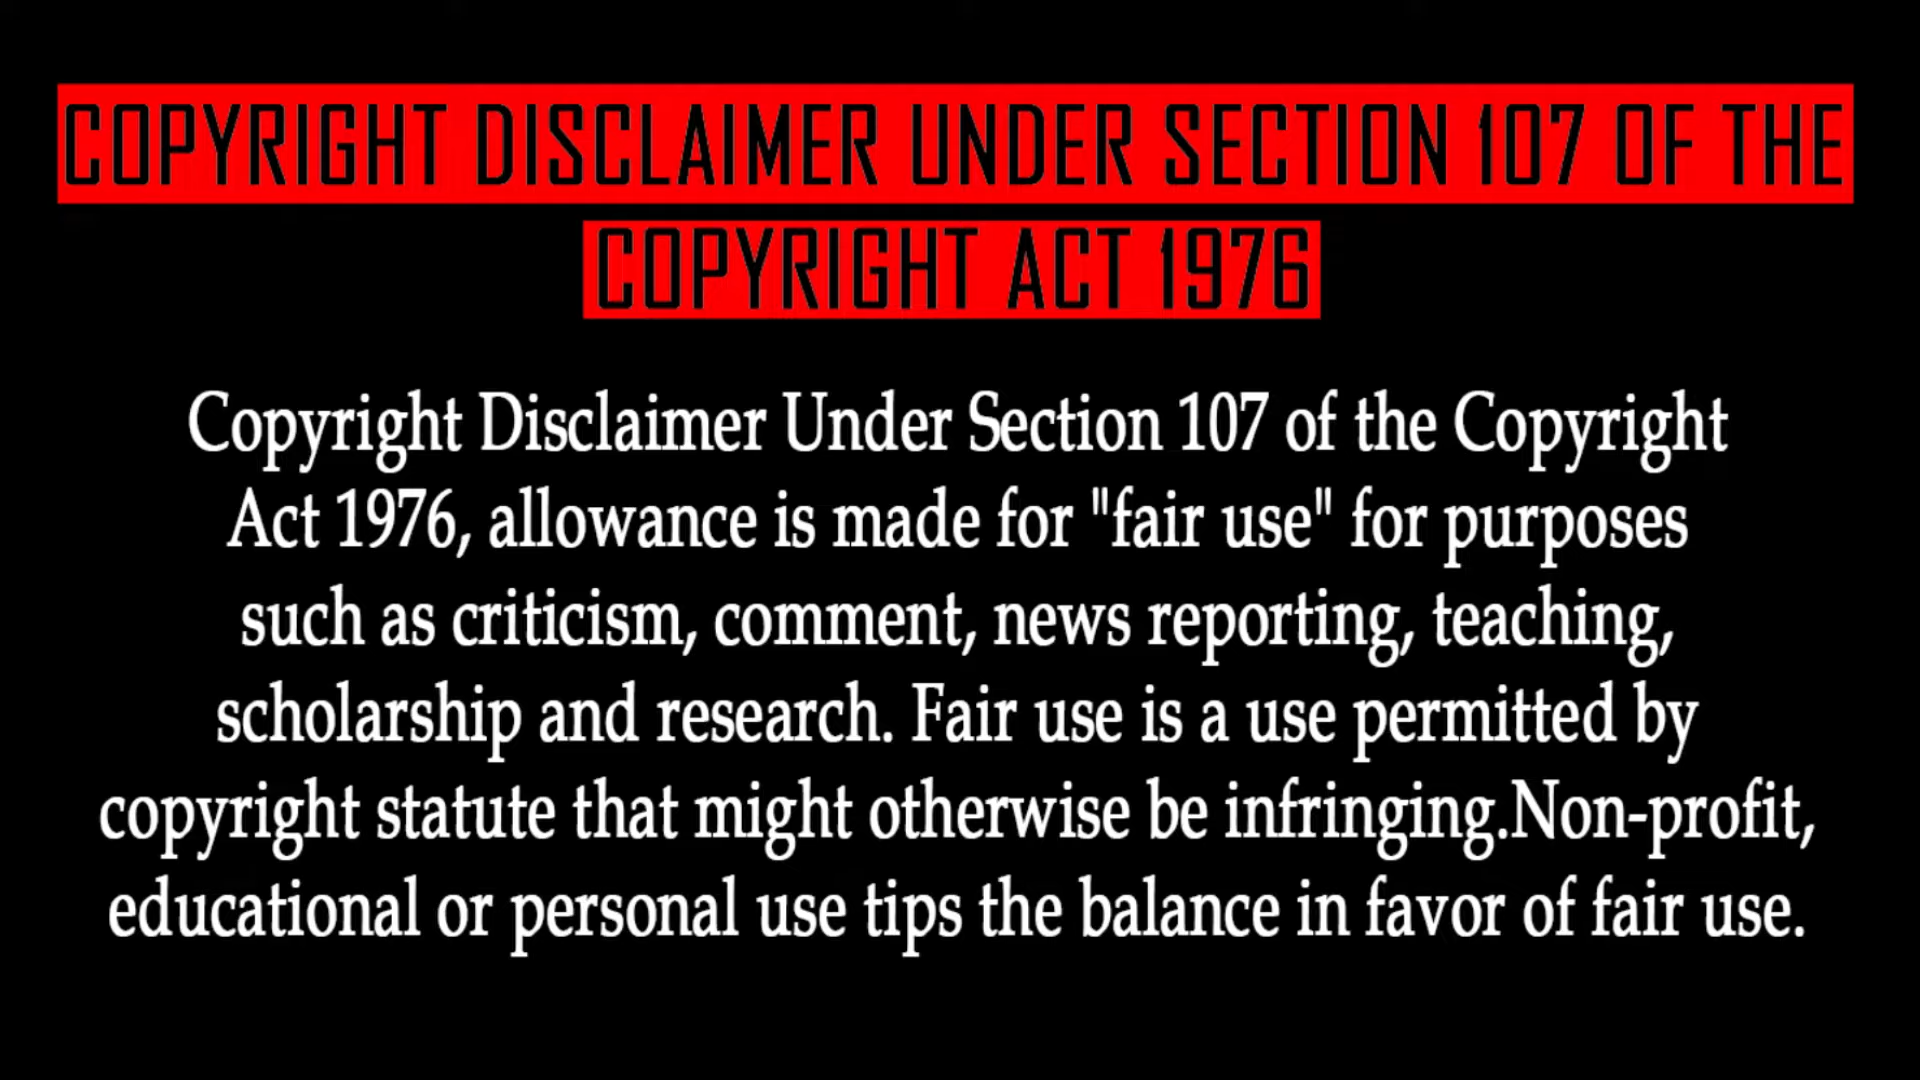 COPYRIGHT DISCLAIMER UNDER SECTION 107 OF THE
COPYRIGHT ACT 1976
Copyright Disclaimer Under Section 107 of the Copyright
Act 1976, allowance is made for "fair use" for purposes
such as criticism, comment, news reporting, teaching,
scholarship and research. Fair use is a use permitted by
copyright statute that might otherwise be infringing.Non-profit,
educational or personal use tips the balance in favor of fair use.